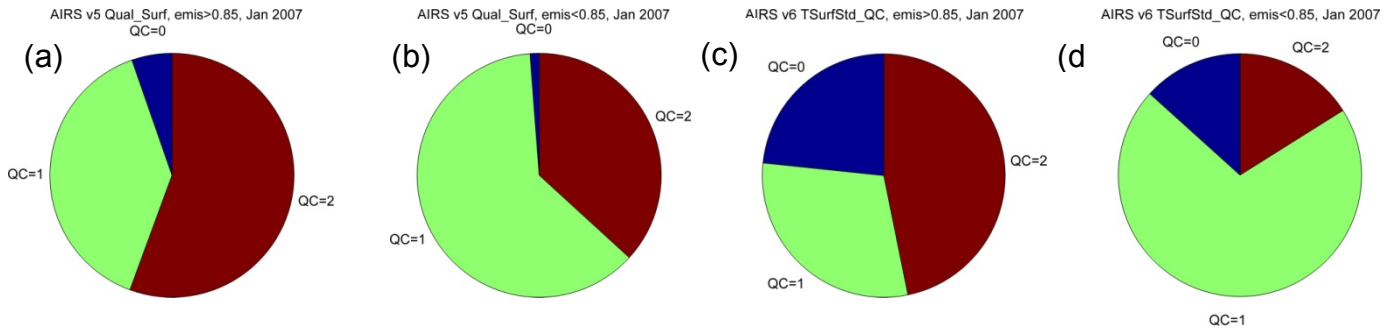 AIRS v5 Qual_Surf, emis>0.85, Jan 2007
QC=0
(a)
QC=1
QC=2
AIRS v5 Qual_Surf, emis<0.85, Jan 2007
QC=0
(b)
QC=2
QC=1
AIRS v6 TSurfStd_QC, emis>0.85, Jan 2007
(c)
QC=0
QC=2
QC=1
AIRS v6 TSurfStd_QC, emis<0.85, Jan 2007
(d)
QC=0
QC=2
QC=1